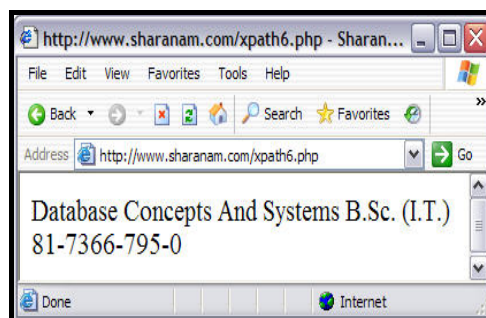 http://www.sharanam.com/xpath6.php - Sharan...
File Edit View Favorites Tools Help
Back Search Favorites »
Address http://www.sharanam.com/xpath6.php Go
Database Concepts And Systems B.Sc. (I.T.)
81-7366-795-0
Done Internet